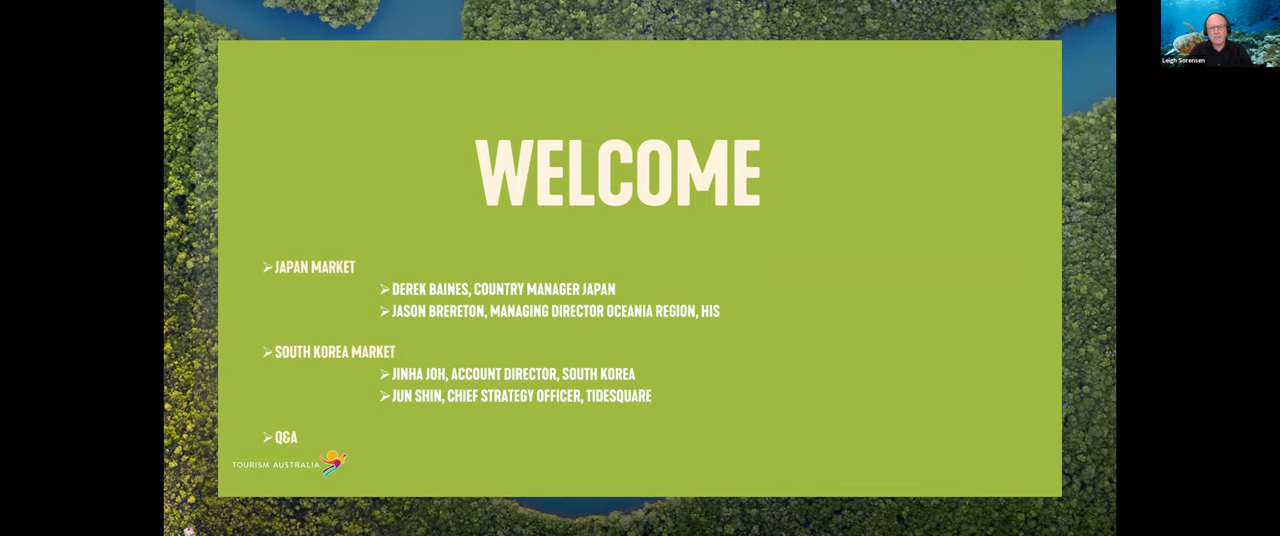 Leigh Sorensen
WELCOME
➢JAPAN MARKET
➢DEREK BAINES, COUNTRY MANAGER JAPAN
➢JASON BRERETON, MANAGING DIRECTOR OCEANIA REGION, HIS
➢SOUTH KOREA MARKET
➢JINHA JOH, ACCOUNT DIRECTOR, SOUTH KOREA
➢JUN SHIN, CHIEF STRATEGY OFFICER, TIDESQUARE
➢Q&A
TOURISM AUSTRALIA